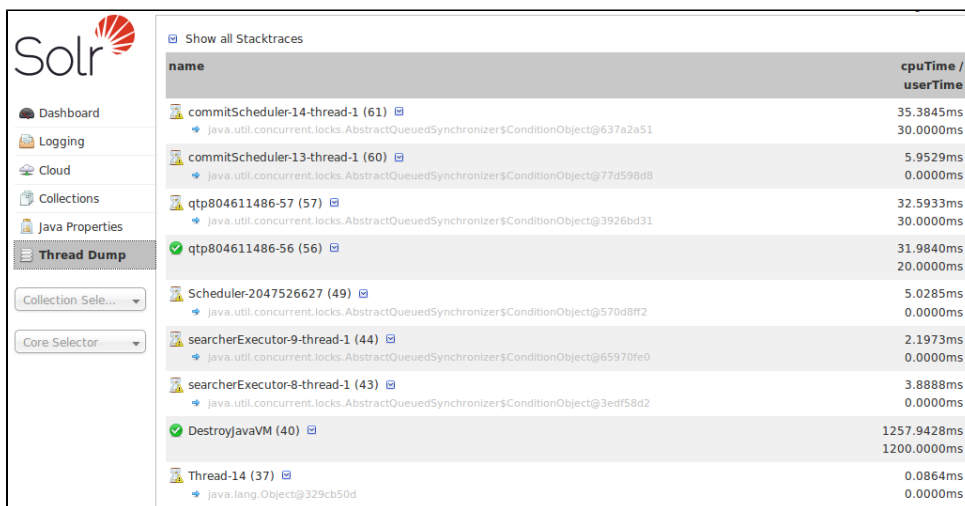 Solr
Dashboard
Logging
Cloud
Collections
Java Properties
Thread Dump
Collection Sele...
Core Selector
Show all Stacktraces
name cpuTime /
userTime
commitScheduler-14-thread-1 (61) 35.3845ms
java.util.concurrent.locks.AbstractQueuedSynchronizer$ConditionObject@637a2a51 30.0000ms
commitScheduler-13-thread-1 (60) 5.9529ms
java.util.concurrent.locks.AbstractQueuedSynchronizer$ConditionObject@77d598d8 0.0000ms
qtp804611486-57 (57) 32.5933ms
java.util.concurrent.locks.AbstractQueuedSynchronizer$ConditionObject@3926bd31 30.0000ms
qtp804611486-56 (56) 31.9840ms
20.0000ms
Scheduler-2047526627 (49) 5.0285ms
java.util.concurrent.locks.AbstractQueuedSynchronizer$ConditionObject@570d8ff2 0.0000ms
searcherExecutor-9-thread-1 (44) 2.1973ms
java.util.concurrent.locks.AbstractQueuedSynchronizer$ConditionObject@65970fe0 0.0000ms
searcherExecutor-8-thread-1 (43) 3.8888ms
java.util.concurrent.locks.AbstractQueuedSynchronizer$ConditionObject@3edf58d2 0.0000ms
DestroyJavaVM (40) 1257.9428ms
1200.0000ms
Thread-14 (37) 0.0864ms
java.lang.Object@329cb50d 0.0000ms